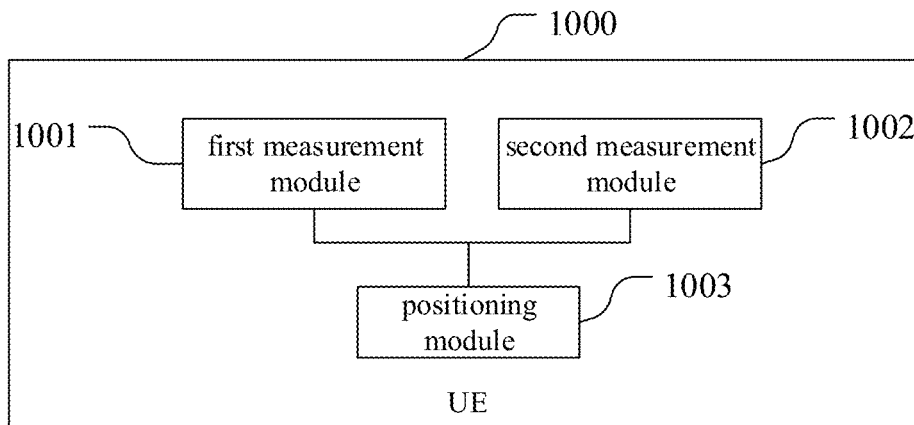 1000
1001
first measurement
module
second measurement
module
1002
positioning
module
1003
UE